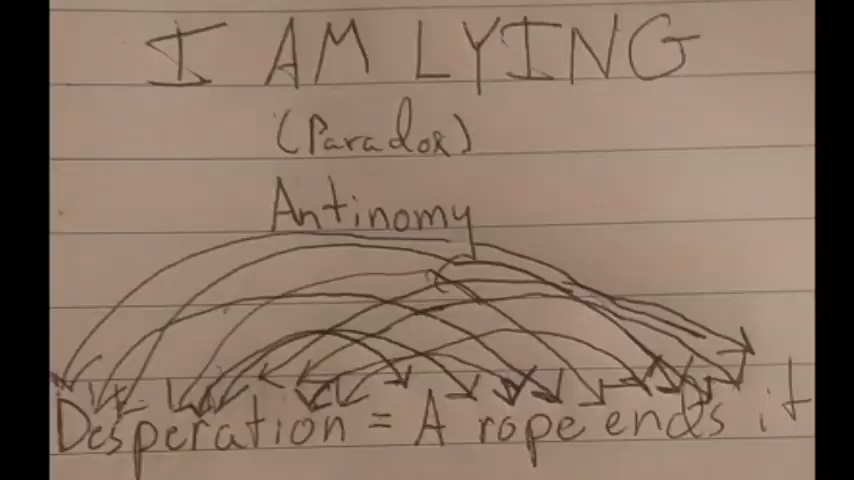 I AM LYING
(Paradox)
Antinomy
Desperation = A rope ends it